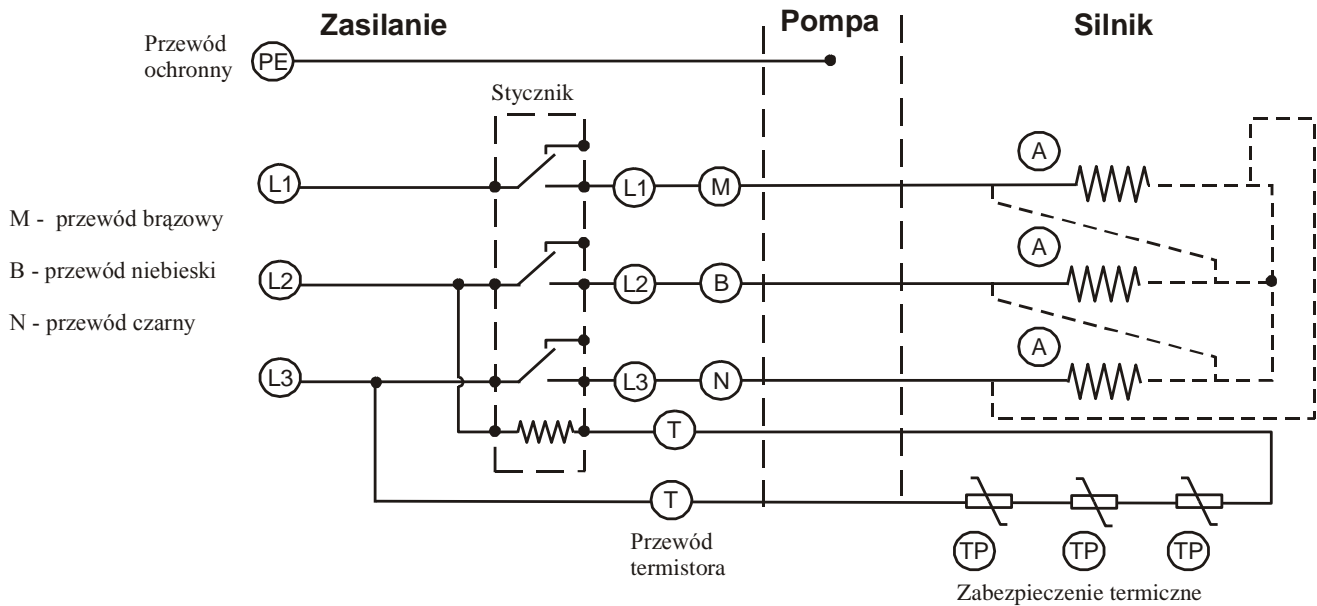 Zasilanie
Pompa
Silnik
Przewód
ochronny
PE
Stycznik
A
L1
L1
M
M - przewód brązowy
A
B - przewód niebieski
L2
L2
B
N - przewód czarny
A
L3
L3
N
T
T
Przewód
termistora
TP
TP
TP
Zabezpieczenie termiczne